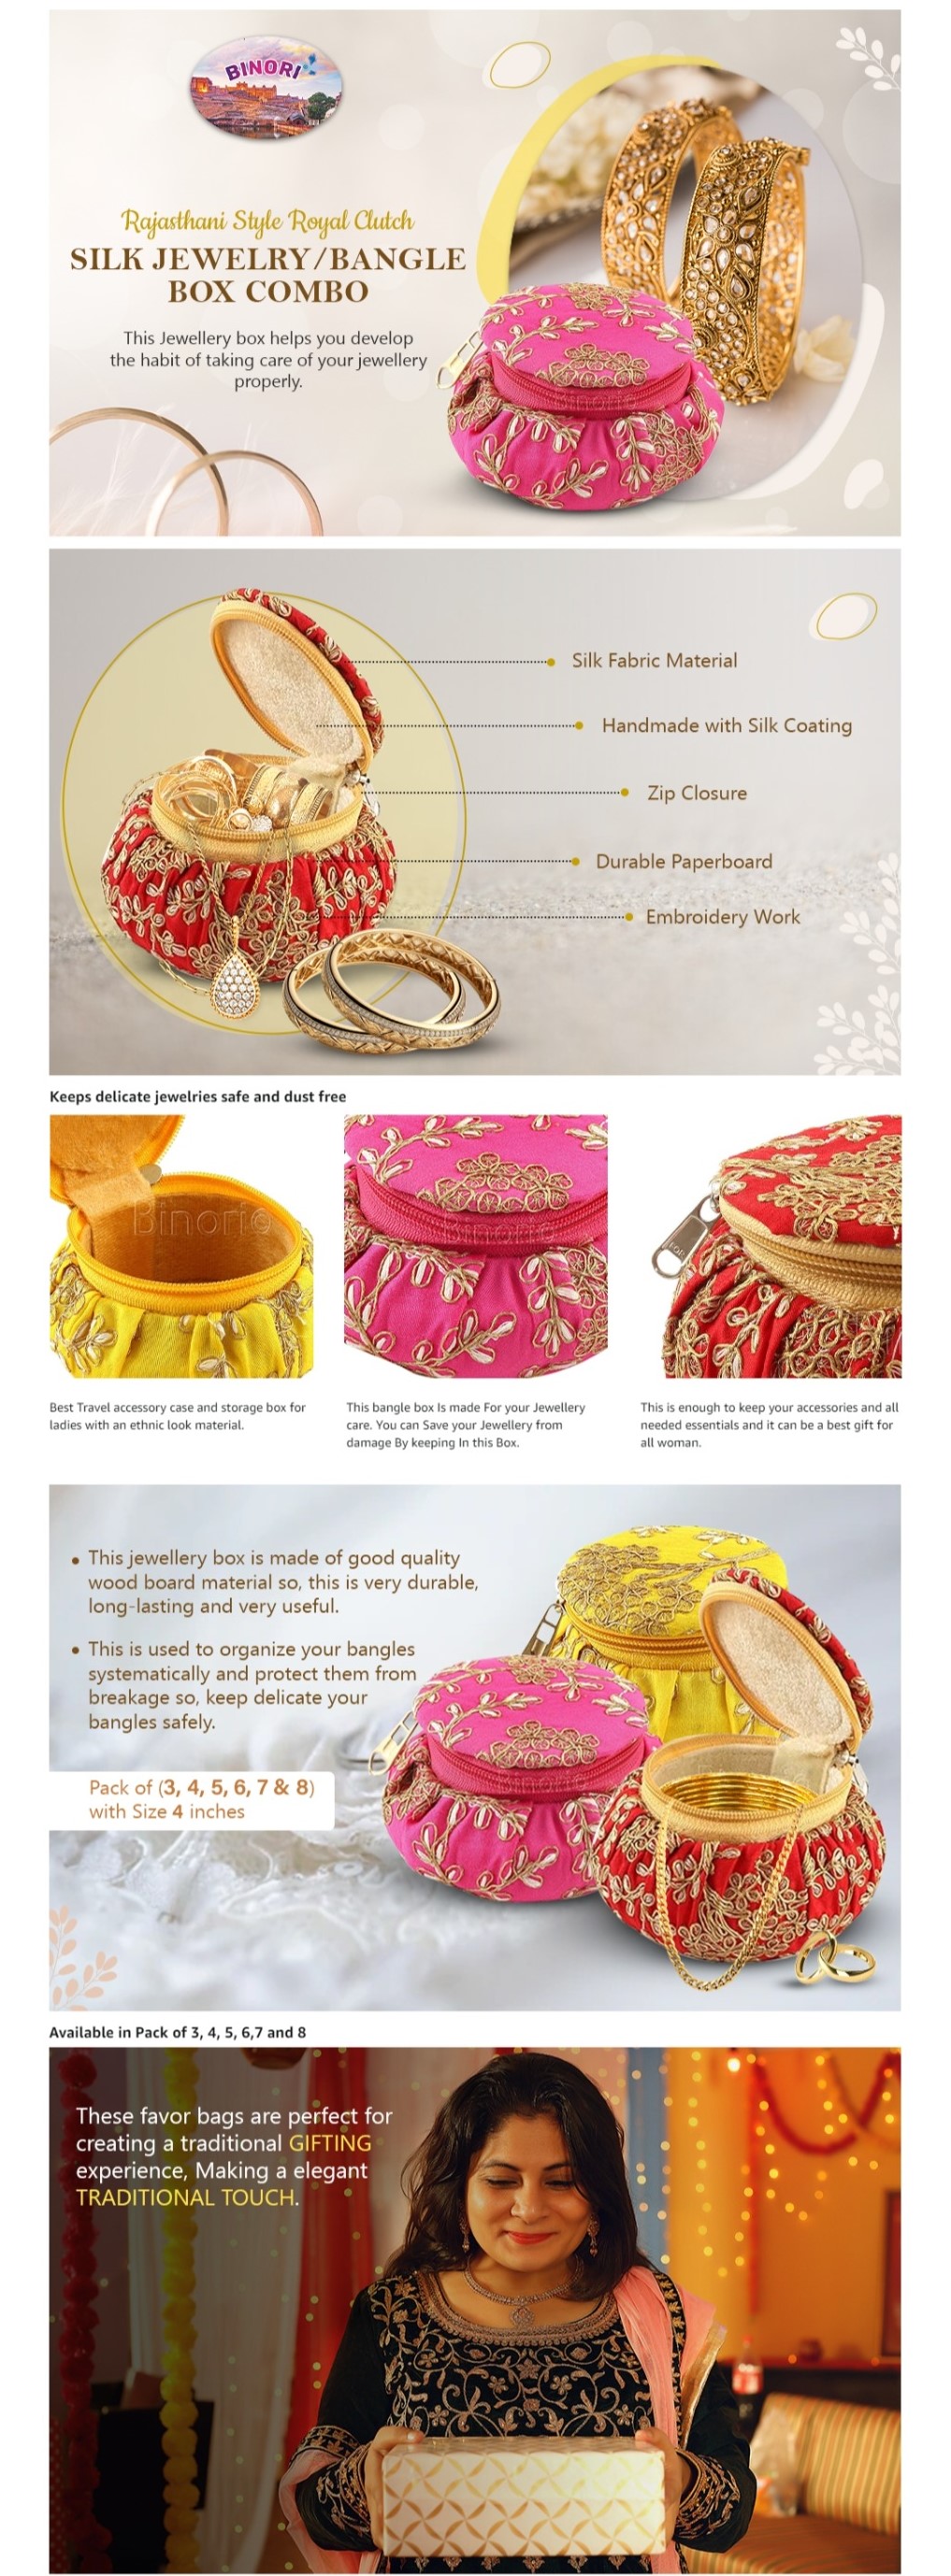 BINORI
Rajasthani Style Royal Clutch
SILK JEWELRY/BANGLE
BOX COMBO
This Jewellery box helps you develop
the habit of taking care of your jewellery
properly.
Binorio
Silk Fabric Material
Handmade with Silk Coating
Zip Closure
Durable Paperboard
Embroidery Work
Keeps delicate jewelries safe and dust free
Binorio
Binorio
Best Travel accessory case and storage box for
ladies with an ethnic look material.
This bangle box Is made For your Jewellery
care. You can Save your Jewellery from
damage By keeping In this Box.
This is enough to keep your accessories and all
needed essentials and it can be a best gift for
all woman.
• This jewellery box is made of good quality
wood board material so, this is very durable,
long-lasting and very useful.
• This is used to organize your bangles
systematically and protect them from
breakage so, keep delicate your
bangles safely.
Pack of (3, 4, 5, 6, 7 & 8)
with Size 4 inches
Binorio
Available in Pack of 3, 4, 5, 6,7 and 8
These favor bags are perfect for
creating a traditional GIFTING
experience, Making a elegant
TRADITIONAL TOUCH.